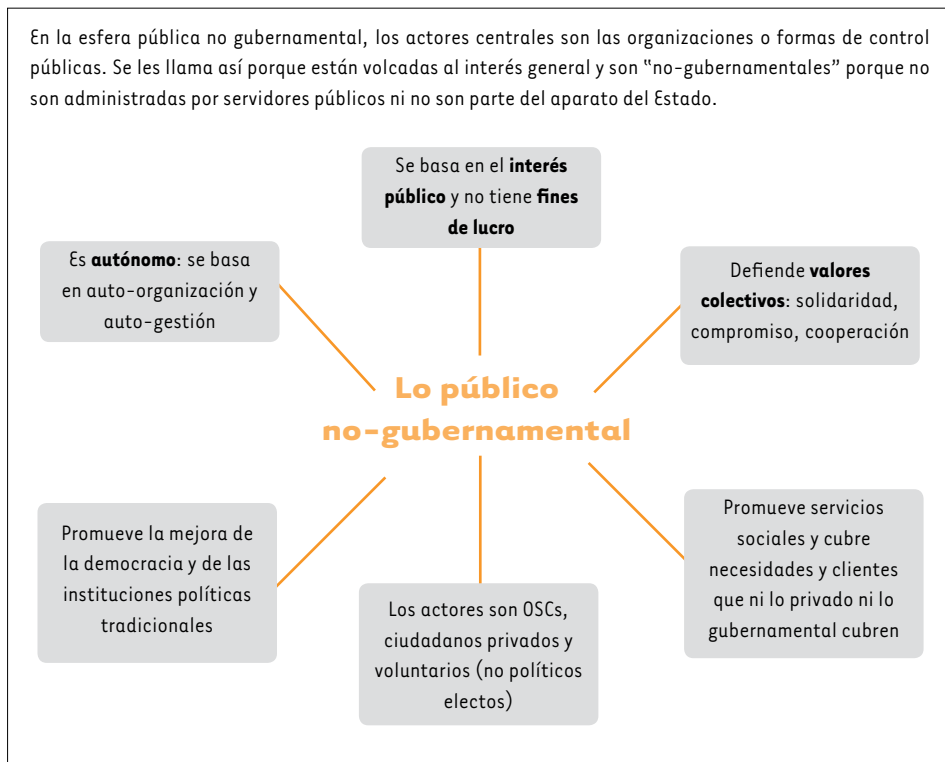 En la esfera pública no gubernamental, los actores centrales son las organizaciones o formas de control
públicas. Se les llama así porque están volcadas al interés general y son “no-gubernamentales” porque no
son administradas por servidores públicos ni no son parte del aparato del Estado.
Se basa en el interés
público y no tiene fines
de lucro
Es autónomo: se basa
en auto-organización y
auto-gestión
Defiende valores
colectivos: solidaridad,
compromiso, cooperación
Lo público
no-gubernamental
Promueve la mejora de
la democracia y de las
instituciones políticas
tradicionales
Los actores son OSCs,
ciudadanos privados y
voluntarios (no políticos
electos)
Promueve servicios
sociales y cubre
necesidades y clientes
que ni lo privado ni lo
gubernamental cubren